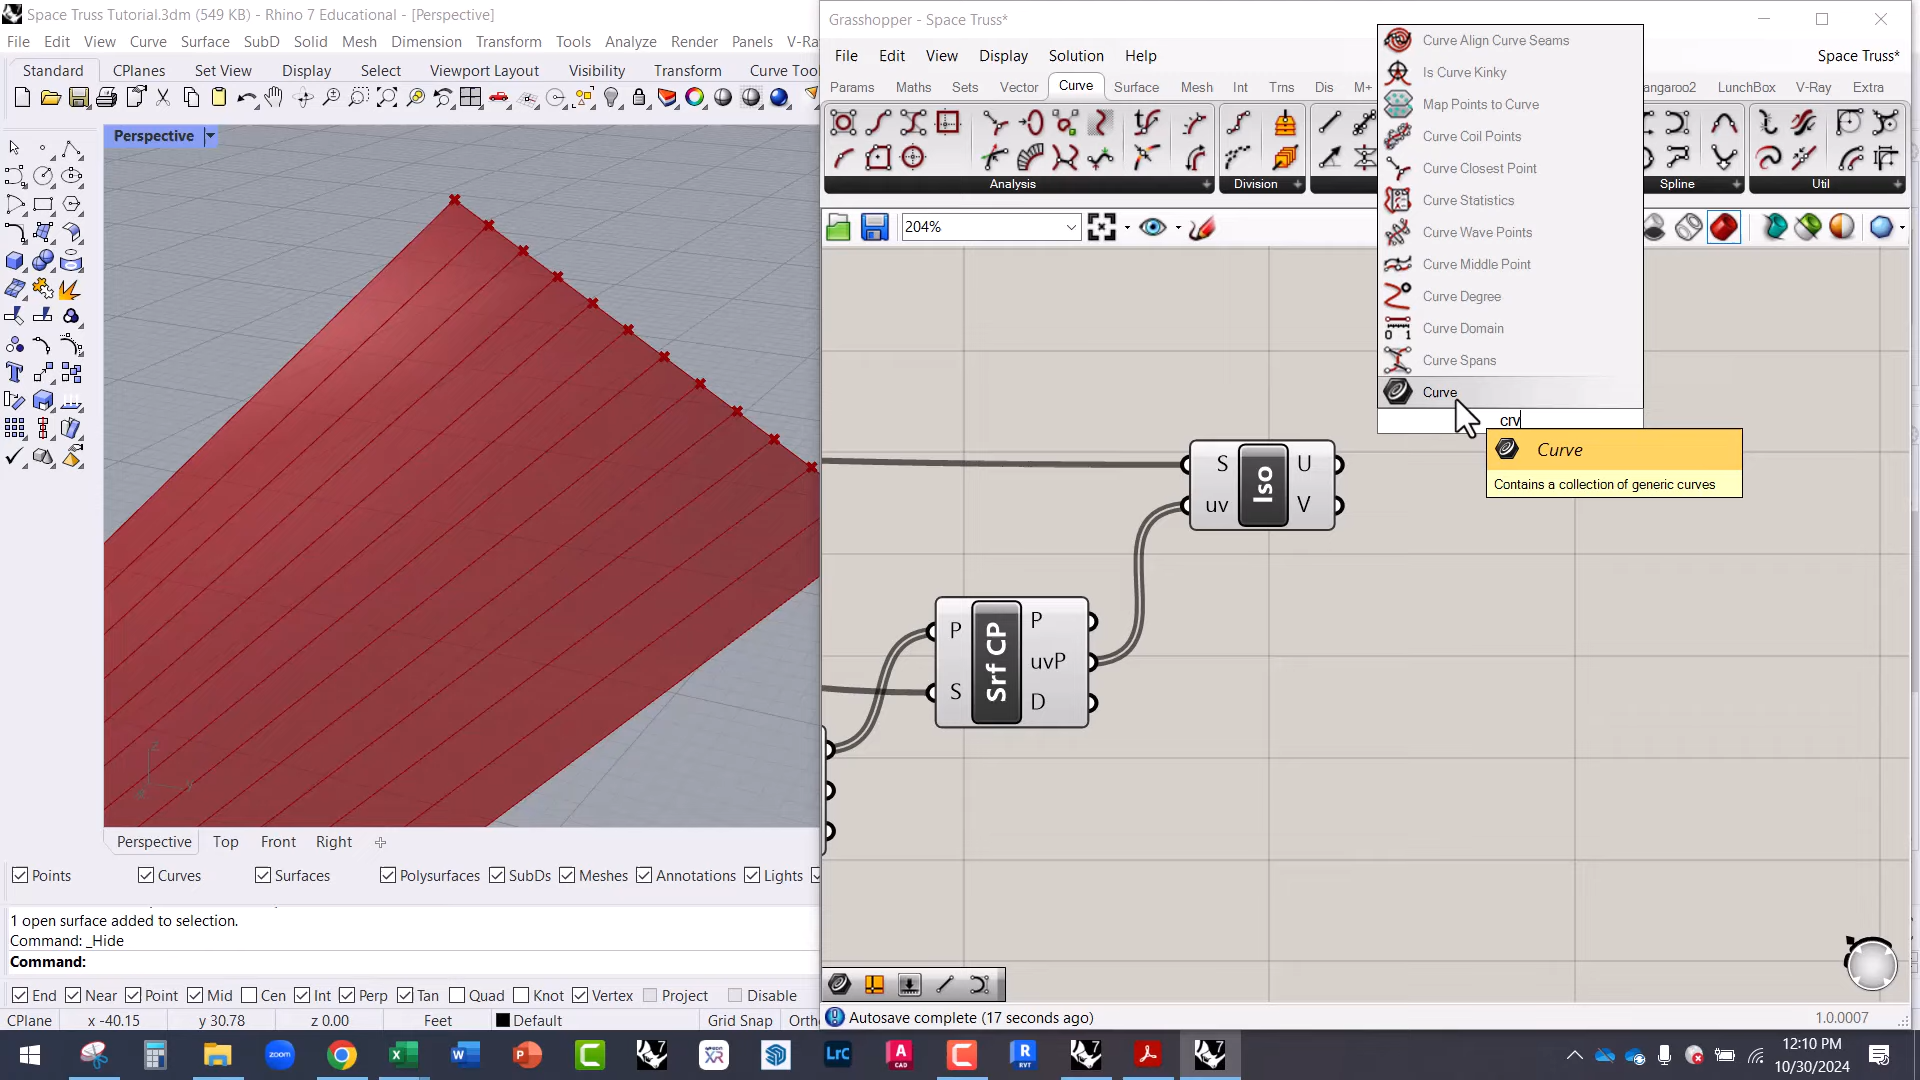 Space Truss Tutorial.3dm (549 KB) - Rhino 7 Educational - [Perspective]
File Edit View Curve Surface SubD Solid Mesh Dimension Transform Tools Analyze Render Panels V-Ra
Standard CPlanes Set View Display Select Viewport Layout Visibility Transform Curve Tool
Perspective
Perspective Top Front Right
Points Curves Surfaces Polysurfaces SubDs Meshes Annotations Lights
1 open surface added to selection.
Command: _Hide
Command:
End Near Point Mid Cen Int Perp Tan Quad Knot Vertex Project Disable
CPlane x -40.15 y 30.78 z 0.00 Feet Default Grid Snap Ortho
Grasshopper - Space Truss*
File Edit View Display Solution Help
Space Truss*
Params Maths Sets Vector Curve Surface Mesh Int Trns Dis M+ angaroo2 LunchBox V-Ray Extra
Analysis Division Spline Util
204%
Curve Align Curve Seams
Is Curve Kinky
Map Points to Curve
Curve Coil Points
Curve Closest Point
Curve Statistics
Curve Wave Points
Curve Middle Point
Curve Degree
Curve Domain
Curve Spans
Curve
crv
Curve
Contains a collection of generic curves
S Iso U
uv V
P Srf CP P
uvP
S D
Autosave complete (17 seconds ago)
1.0.0007
zoom
LrC
12:10 PM
10/30/2024